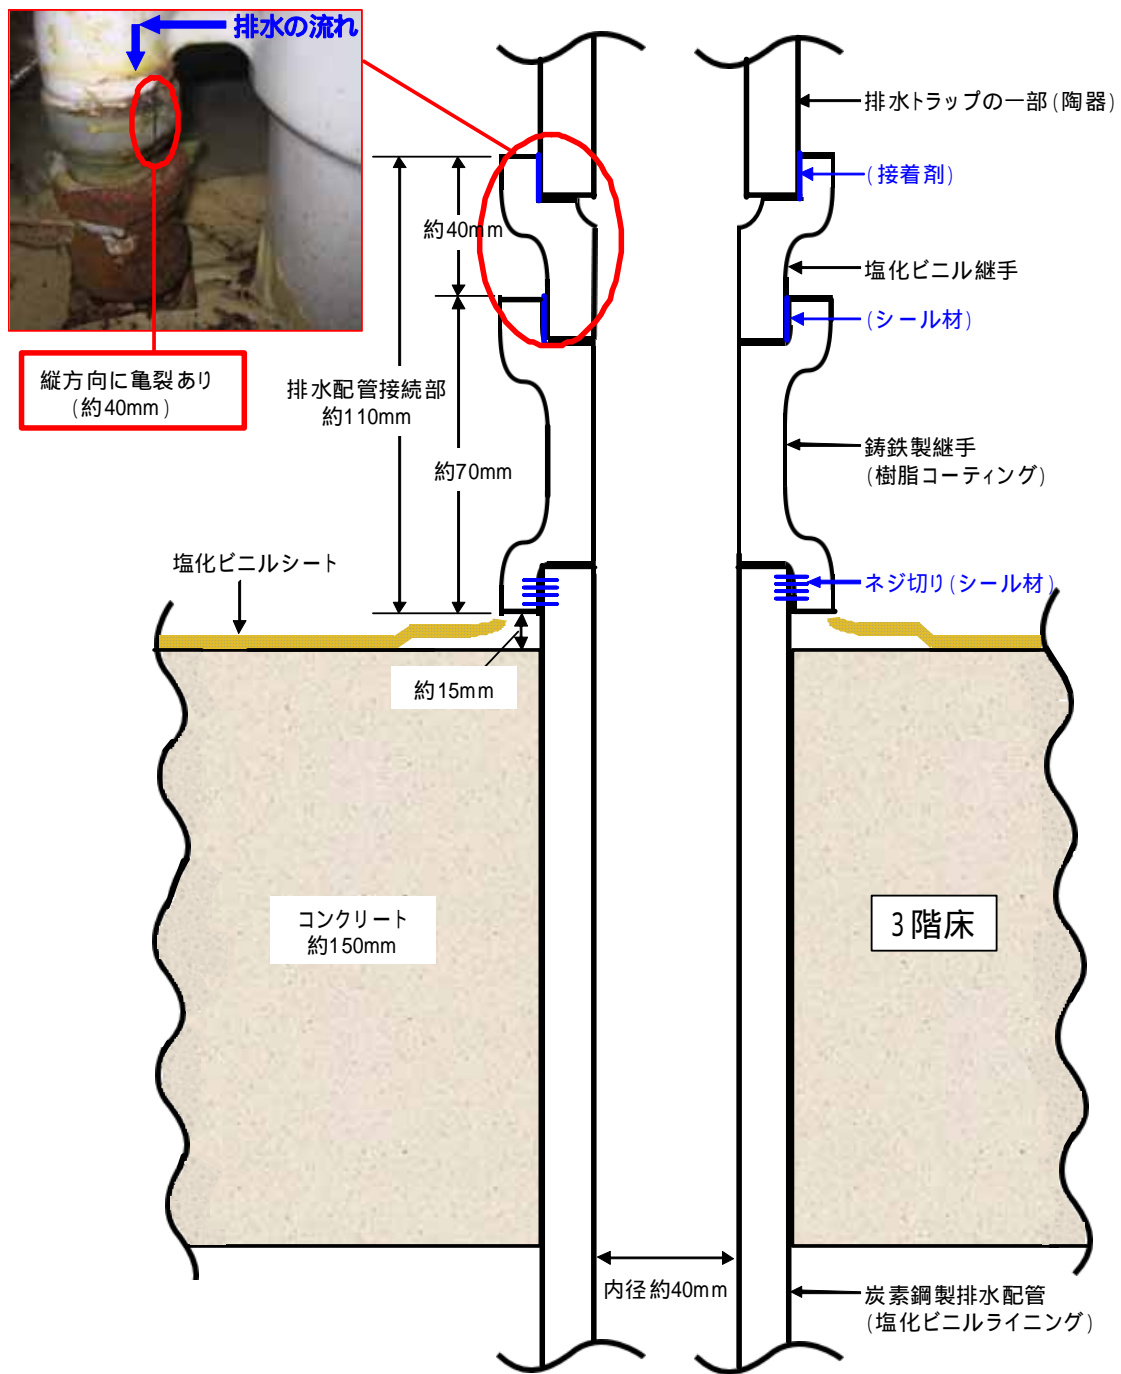 排水の流れ
排水トラップの一部(陶器)
(接着剤)
約40mm
塩化ビニル継手
(シール材)
縦方向に亀裂あり
(約40mm)
排水配管接続部
約110mm
約70mm
鋳鉄製継手
(樹脂コーティング)
塩化ビニルシート
ネジ切り(シール材)
約15mm
コンクリート
約150mm
3階床
内径約40mm
炭素鋼製排水配管
(塩化ビニルライニング)